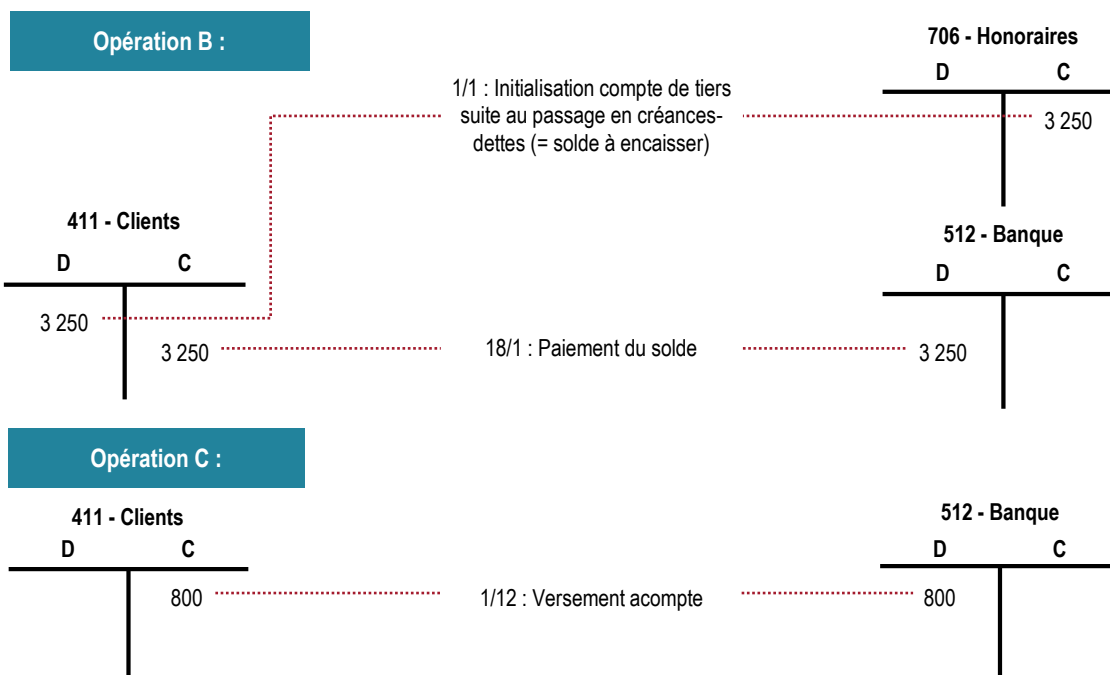 Opération B :
706 - Honoraires
D C
1/1 : Initialisation compte de tiers
suite au passage en créances-
dettes (= solde à encaisser)
3 250
411 - Clients
D C
512 - Banque
D C
3 250
3 250
18/1 : Paiement du solde
3 250
Opération C :
411 - Clients
D C
512 - Banque
D C
800
1/12 : Versement acompte
800